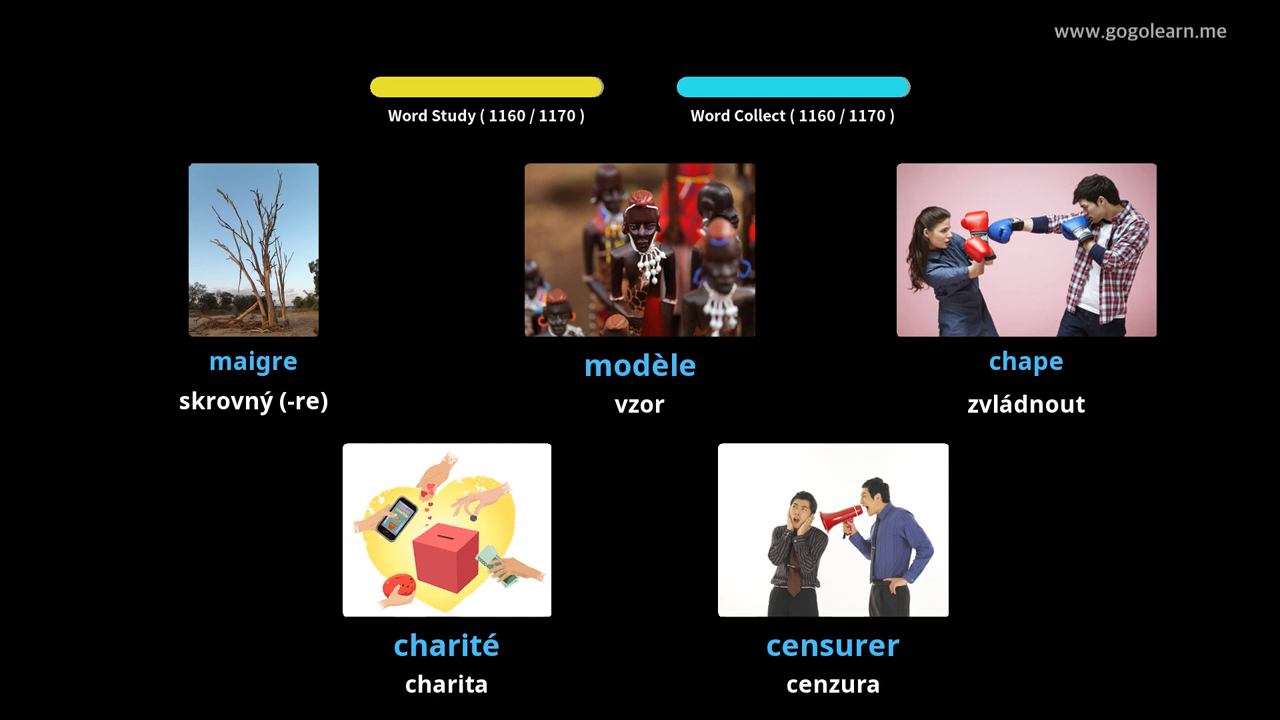 www.gogolearn.me
Word Study ( 1160 / 1170 )
Word Collect ( 1160 / 1170 )
maigre
skrovný (-re)
modèle
vzor
chape
zvládnout
charité
charita
censurer
cenzura